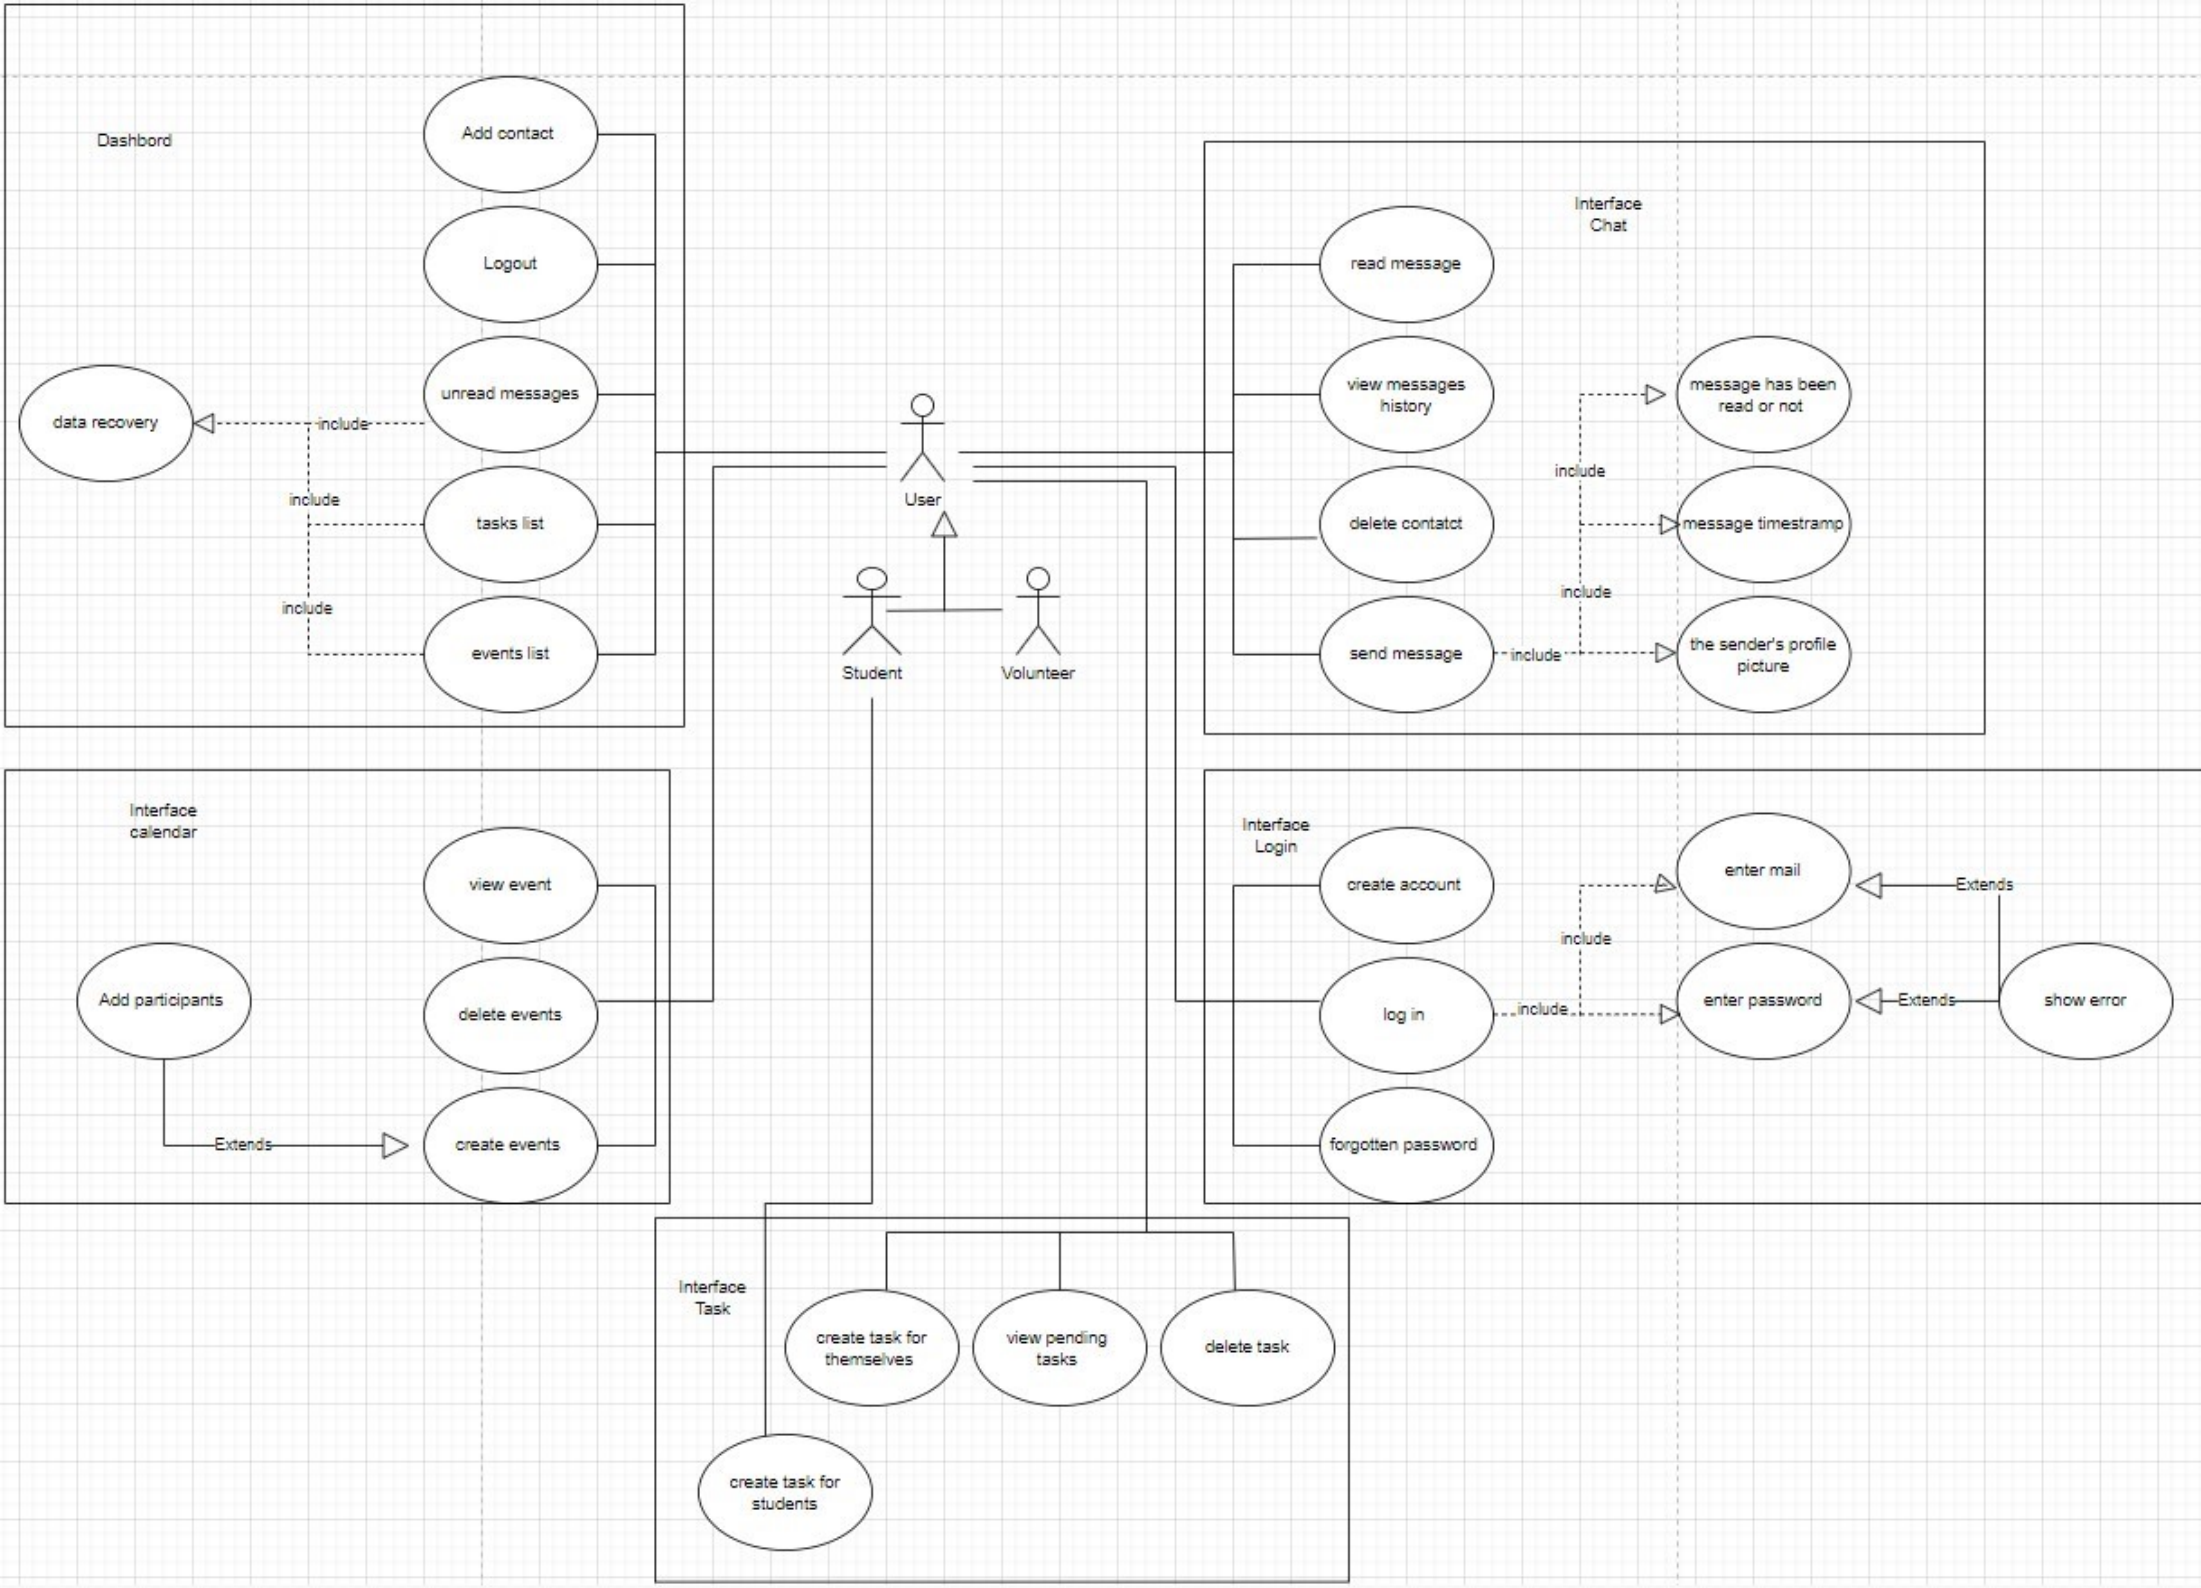 Dashbord
Add contact
Logout
unread messages
data recovery
include
include
tasks list
include
events list
User
Student
Volunteer
Interface
Chat
read message
view messages
history
message has been
read or not
include
delete contatct
message timestramp
include
send message
include
the sender's profile
picture
Interface
calendar
view event
Add participants
delete events
Extends
create events
Interface
Login
create account
enter mail
Extends
include
log in
include
enter password
Extends
show error
forgotten password
Interface
Task
create task for
themselves
view pending
tasks
delete task
create task for
students